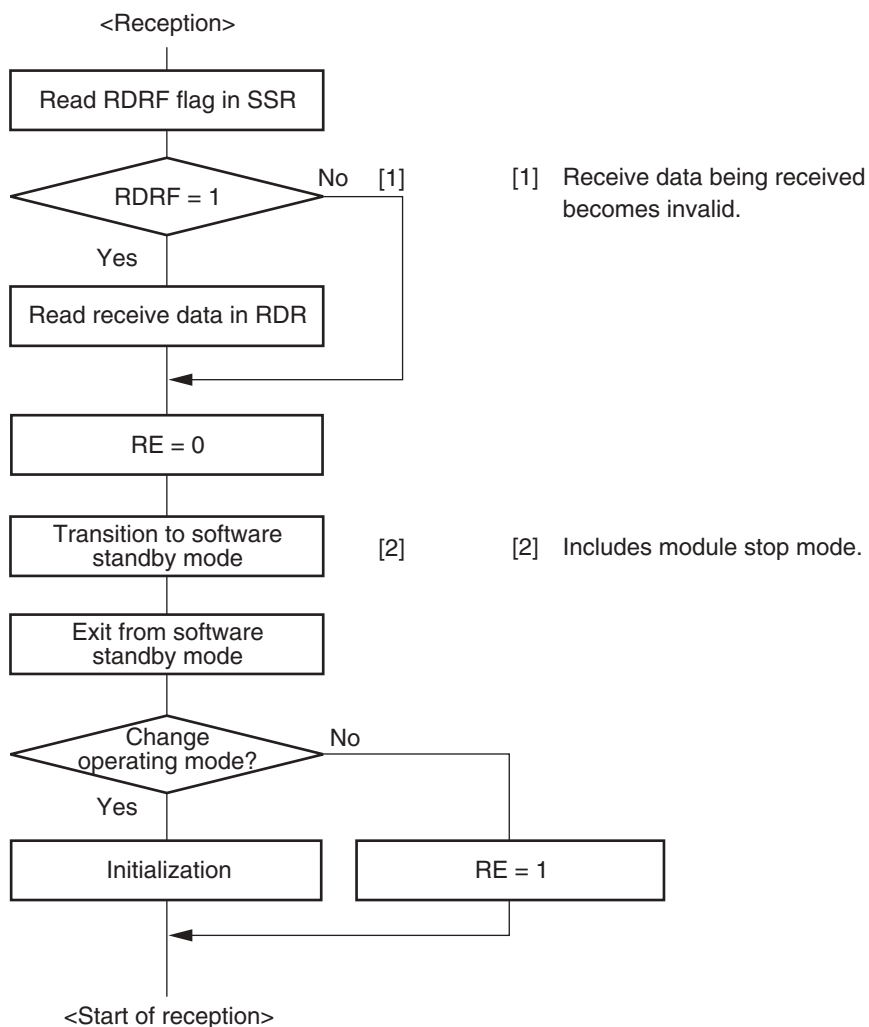 <Reception>
Read RDRF flag in SSR
RDRF = 1
No [1]
[1] Receive data being received
becomes invalid.
Yes
Read receive data in RDR
RE = 0
Transition to software
standby mode
[2]
[2] Includes module stop mode.
Exit from software
standby mode
Change
operating mode?
No
Yes
Initialization
RE = 1
<Start of reception>